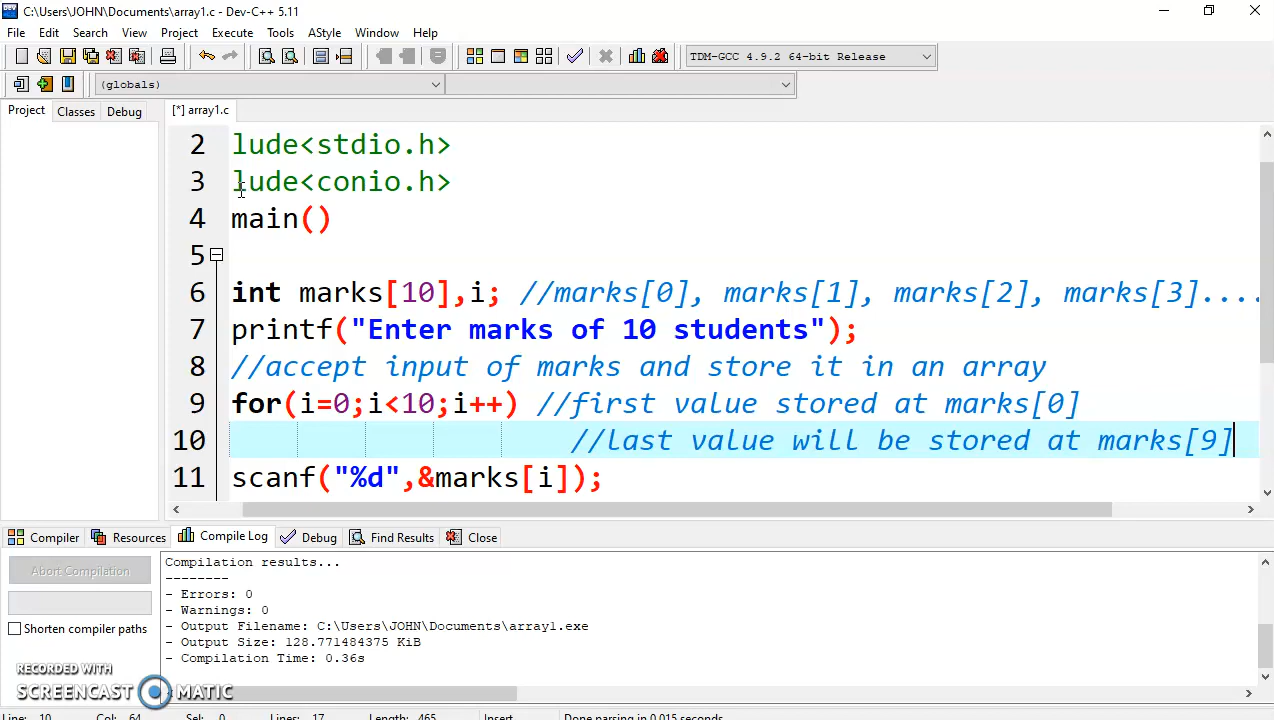 C:\Users\JOHN\Documents\array1.c - Dev-C++ 5.11
File Edit Search View Project Execute Tools AStyle Window Help
TDM-GCC 4.9.2 64-bit Release
(globals)
Project Classes Debug [*] array1.c
2 lude<stdio.h>
3 lude<conio.h>
4 main()
5
6 int marks[10],i; //marks[0], marks[1], marks[2], marks[3]....
7 printf("Enter marks of 10 students");
8 //accept input of marks and store it in an array
9 for(i=0;i<10;i++) //first value stored at marks[0]
10 //last value will be stored at marks[9]
11 scanf("%d",&marks[i]);
Compiler Resources Compile Log Debug Find Results Close
Abort Compilation
Shorten compiler paths
Compilation results...
--------
- Errors: 0
- Warnings: 0
- Output Filename: C:\Users\JOHN\Documents\array1.exe
- Output Size: 128.771484375 KiB
- Compilation Time: 0.36s
RECORDED WITH
SCREENCAST MATIC
Line: 10 Col: 64 Sel: 0 Lines: 17 Length: 465 Insert Done parsing in 0.015 seconds